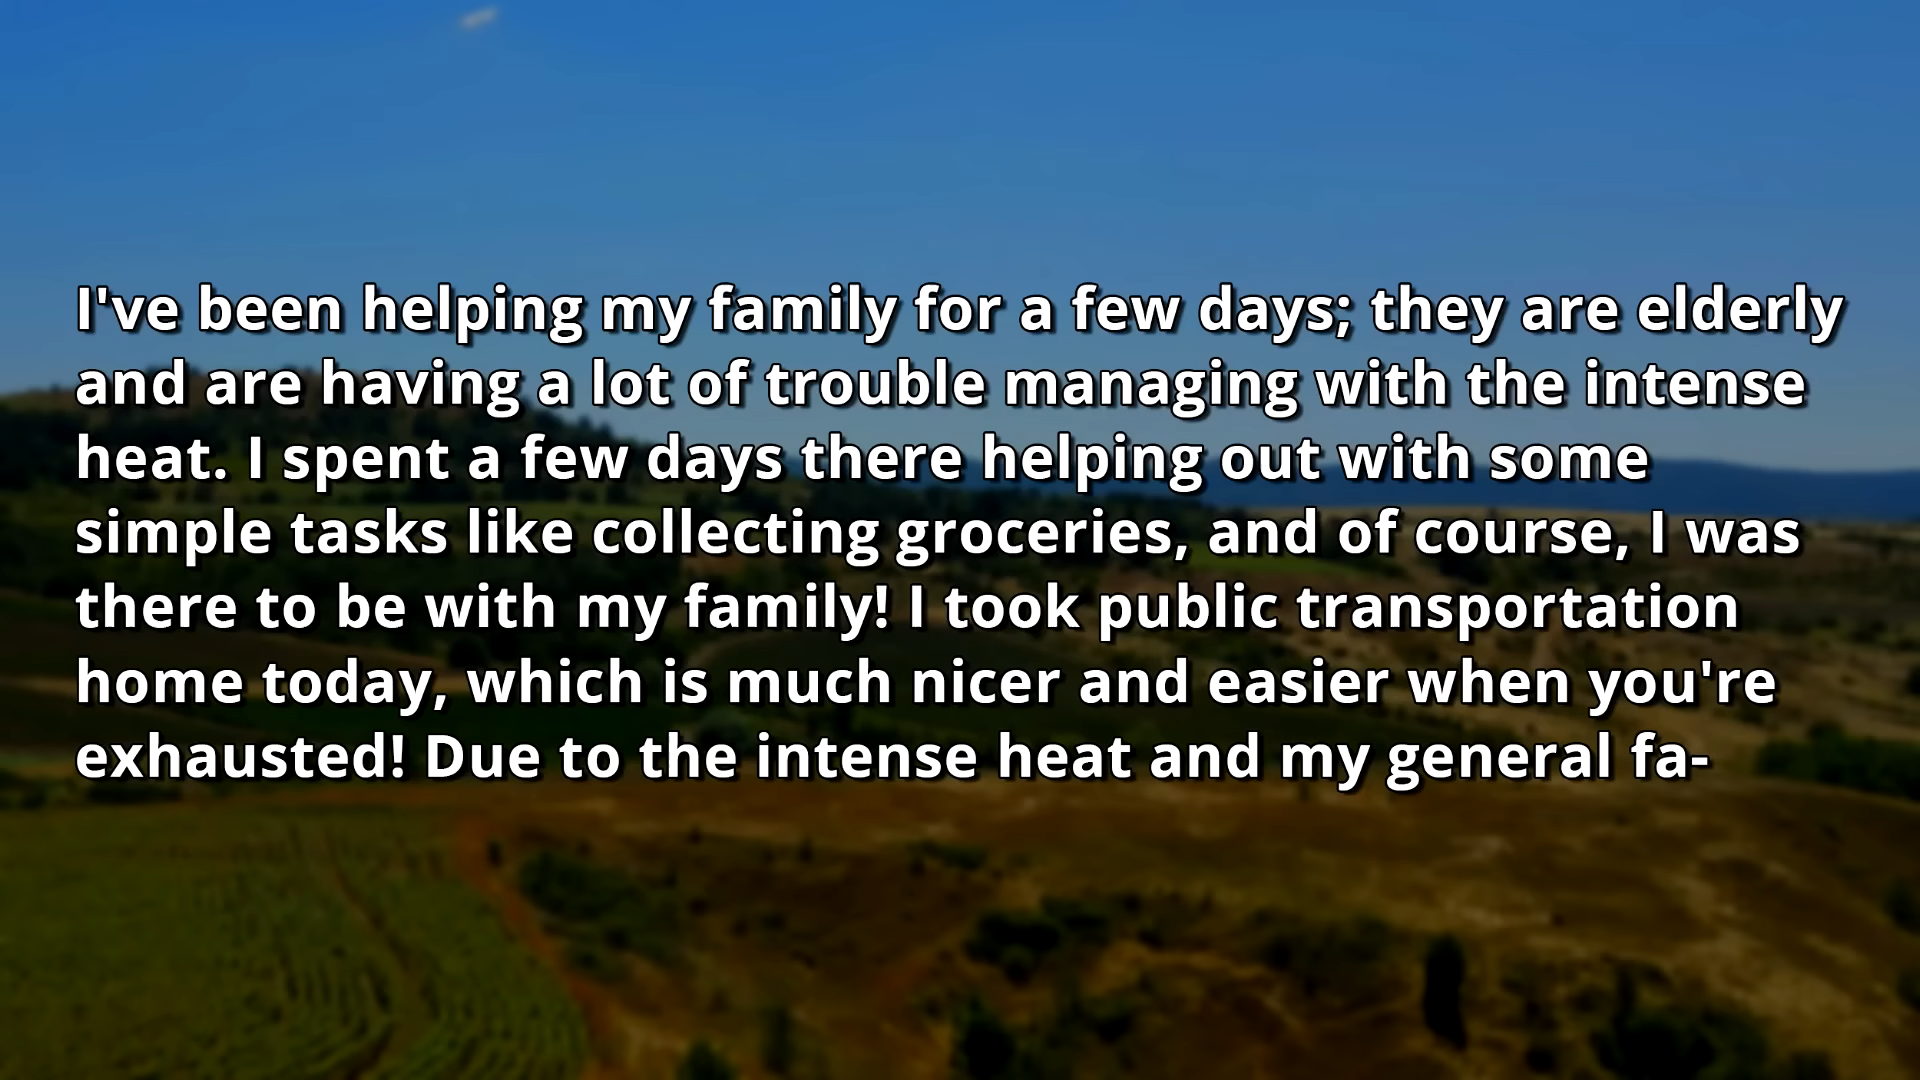 I've been helping my family for a few days; they are elderly
and are having a lot of trouble managing with the intense
heat. I spent a few days there helping out with some
simple tasks like collecting groceries, and of course, I was
there to be with my family! I took public transportation
home today, which is much nicer and easier when you're
exhausted! Due to the intense heat and my general fa-